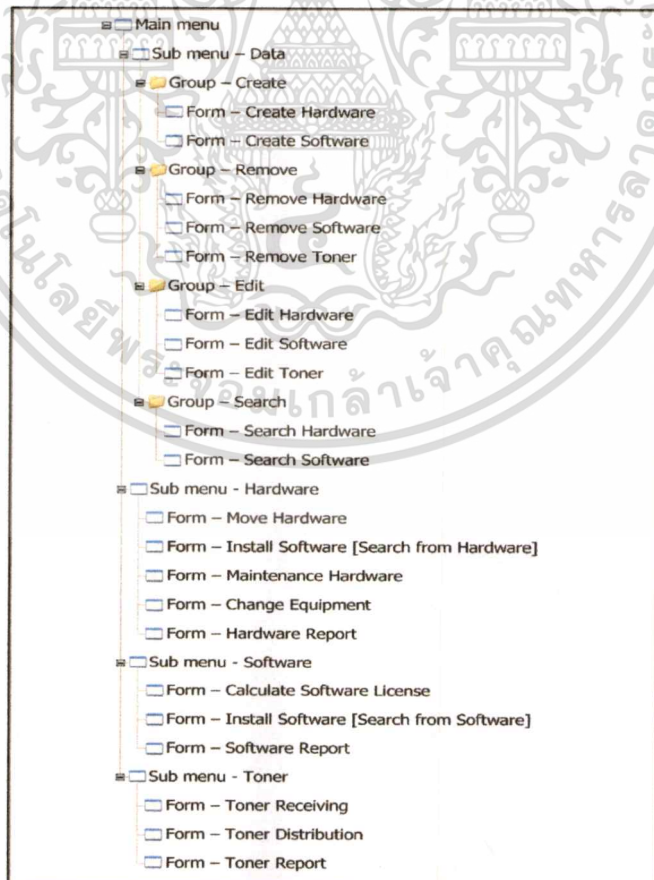 Main menu
Sub menu – Data
Group – Create
Form – Create Hardware
Form – Create Software
Group – Remove
Form – Remove Hardware
Form – Remove Software
Form – Remove Toner
Group – Edit
Form – Edit Hardware
Form – Edit Software
Form – Edit Toner
Group – Search
Form – Search Hardware
Form – Search Software
Sub menu - Hardware
Form – Move Hardware
Form – Install Software [Search from Hardware]
Form – Maintenance Hardware
Form – Change Equipment
Form – Hardware Report
Sub menu - Software
Form – Calculate Software License
Form – Install Software [Search from Software]
Form – Software Report
Sub menu - Toner
Form – Toner Receiving
Form – Toner Distribution
Form – Toner Report